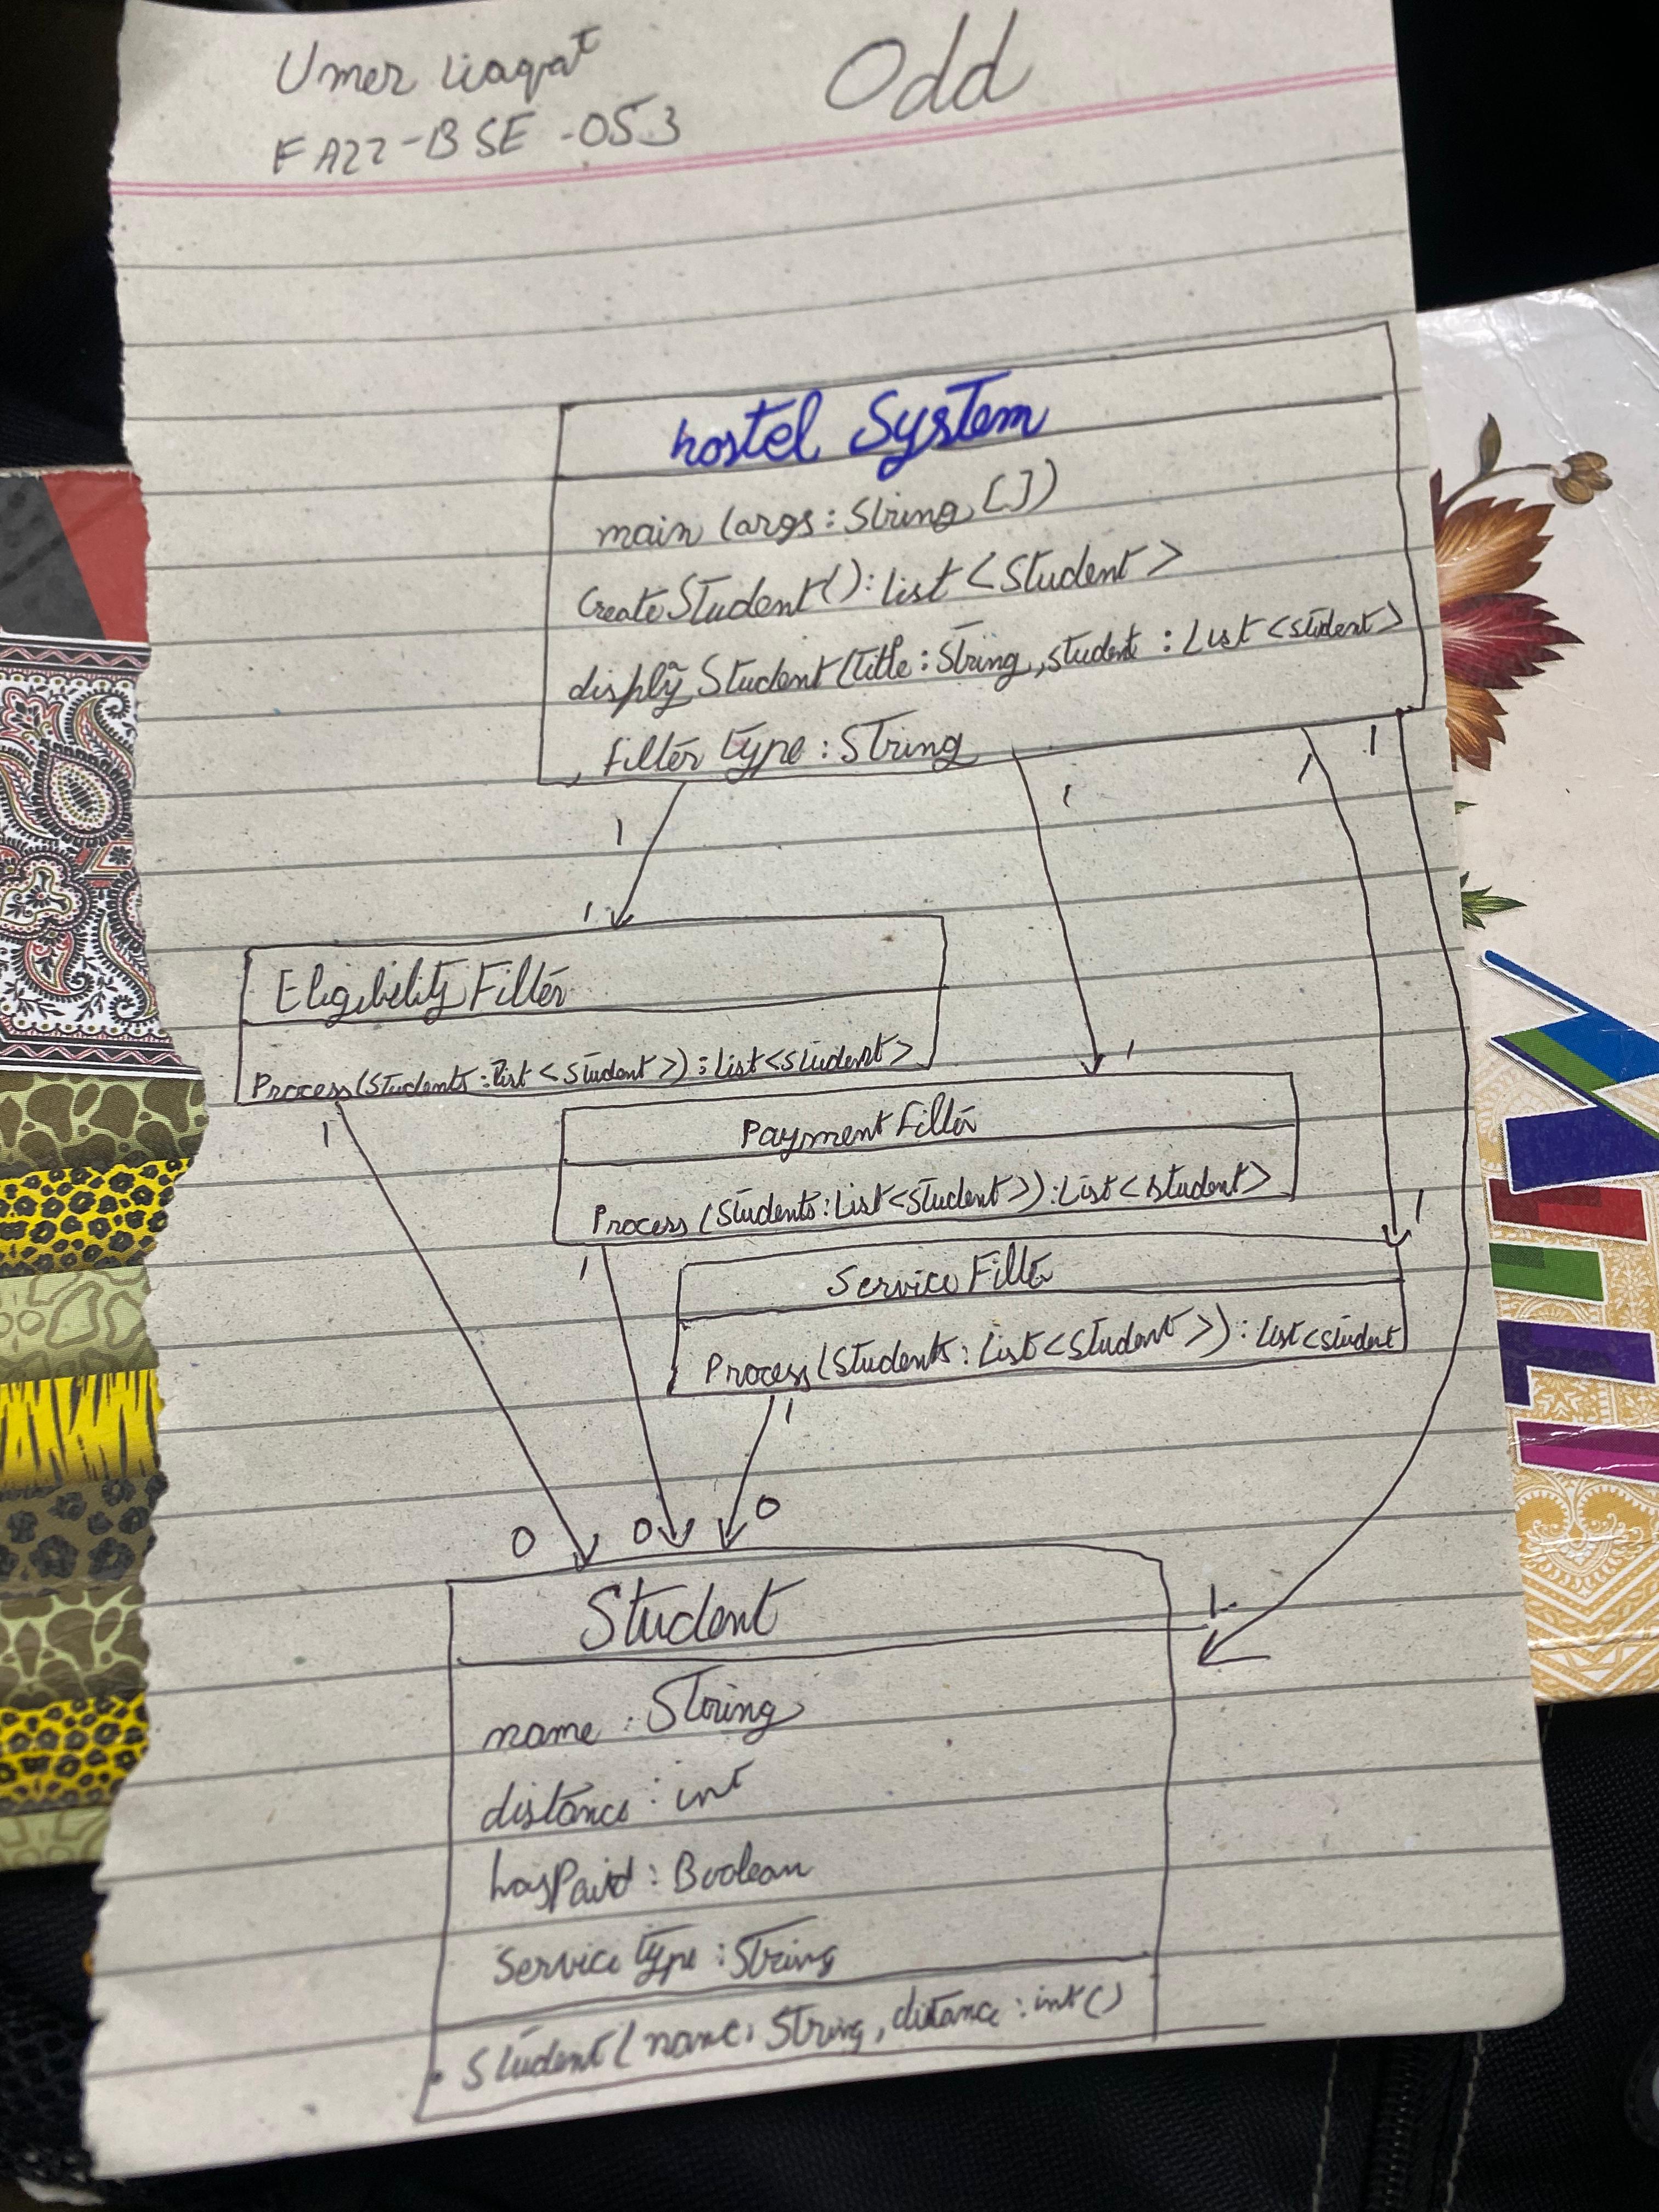 Umer Liaqat
Odd
FA22-BSE-053
hostel System
main (args: String [])
Create Student(): List <Student>
disply Student (title: String, student : List <student>
, Filter type : String
1
1
1
1
1
Eligibility Filter
Process(Students: List <Student>): List<Student>
1
1
Payment Filter
Process (Students: List<Student>): List<Student>
1
1
Service Filter
Process (Students: List<Student>): List<Student
1
0
0
0
Student
1
name : String
distance : int
hasPaid : Boolean
Service type : String
Student (name, String, distance : int()